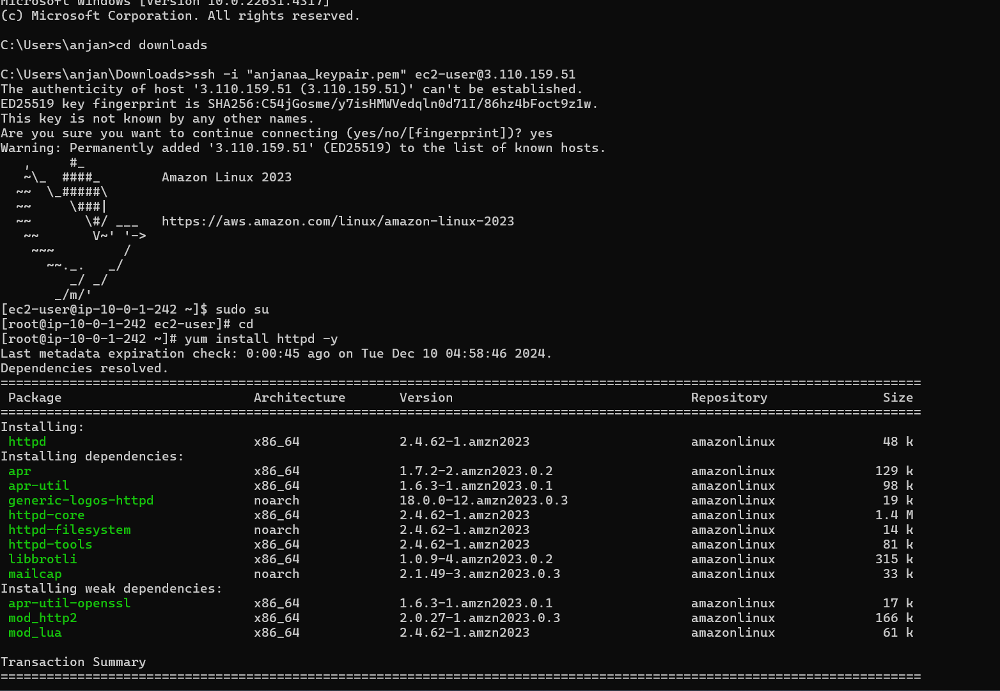 Microsoft Windows [Version 10.0.22631.4317]
(c) Microsoft Corporation. All rights reserved.

C:\Users\anjan>cd downloads

C:\Users\anjan\Downloads>ssh -i "anjanaa_keypair.pem" ec2-user@3.110.159.51
The authenticity of host '3.110.159.51 (3.110.159.51)' can't be established.
ED25519 key fingerprint is SHA256:C54jGosme/y7isHMWVedqln0d71I/86hz4bFoct9z1w.
This key is not known by any other names.
Are you sure you want to continue connecting (yes/no/[fingerprint])? yes
Warning: Permanently added '3.110.159.51' (ED25519) to the list of known hosts.
   ,     #_
   ~\_  ####_        Amazon Linux 2023
  ~~  \_#####\
  ~~     \###|
  ~~       \#/ ___   https://aws.amazon.com/linux/amazon-linux-2023
   ~~       V~' '->
    ~~~         /
      ~~._.   _/
         _/ _/
       _/m/'
[ec2-user@ip-10-0-1-242 ~]$ sudo su
[root@ip-10-0-1-242 ec2-user]# cd
[root@ip-10-0-1-242 ~]# yum install httpd -y
Last metadata expiration check: 0:00:45 ago on Tue Dec 10 04:58:46 2024.
Dependencies resolved.
========================================================================================================================
 Package                         Architecture       Version                               Repository               Size
========================================================================================================================
Installing:
 httpd                           x86_64             2.4.62-1.amzn2023                     amazonlinux              48 k
Installing dependencies:
 apr                             x86_64             1.7.2-2.amzn2023.0.2                  amazonlinux             129 k
 apr-util                        x86_64             1.6.3-1.amzn2023.0.1                  amazonlinux              98 k
 generic-logos-httpd             noarch             18.0.0-12.amzn2023.0.3                amazonlinux              19 k
 httpd-core                      x86_64             2.4.62-1.amzn2023                     amazonlinux             1.4 M
 httpd-filesystem                noarch             2.4.62-1.amzn2023                     amazonlinux              14 k
 httpd-tools                     x86_64             2.4.62-1.amzn2023                     amazonlinux              81 k
 libbrotli                       x86_64             1.0.9-4.amzn2023.0.2                  amazonlinux             315 k
 mailcap                         noarch             2.1.49-3.amzn2023.0.3                 amazonlinux              33 k
Installing weak dependencies:
 apr-util-openssl                x86_64             1.6.3-1.amzn2023.0.1                  amazonlinux              17 k
 mod_http2                       x86_64             2.0.27-1.amzn2023.0.3                 amazonlinux             166 k
 mod_lua                         x86_64             2.4.62-1.amzn2023                     amazonlinux              61 k

Transaction Summary
========================================================================================================================